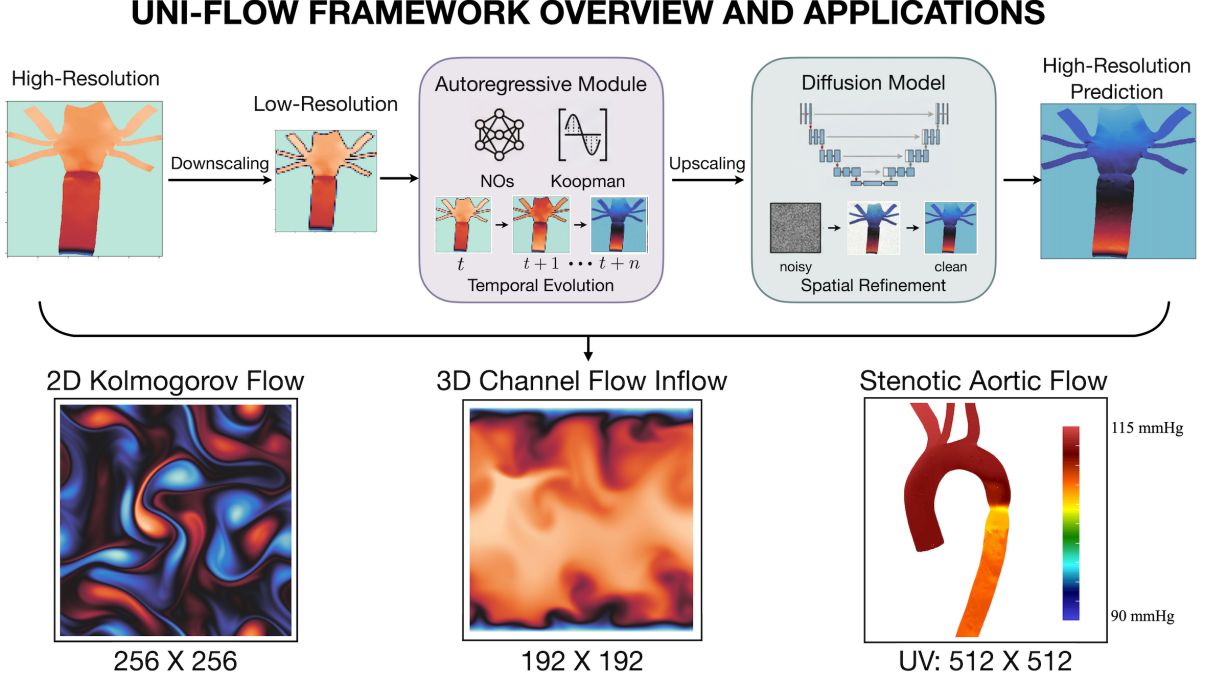 UNI-FLOW FRAMEWORK OVERVIEW AND APPLICATIONS
High-Resolution
Downscaling
Low-Resolution
Autoregressive Module
NOs
Koopman
t
t + 1 • • • t + n
Temporal Evolution
Upscaling
Diffusion Model
noisy
clean
Spatial Refinement
High-Resolution
Prediction
2D Kolmogorov Flow
256 X 256
3D Channel Flow Inflow
192 X 192
Stenotic Aortic Flow
115 mmHg
90 mmHg
UV: 512 X 512